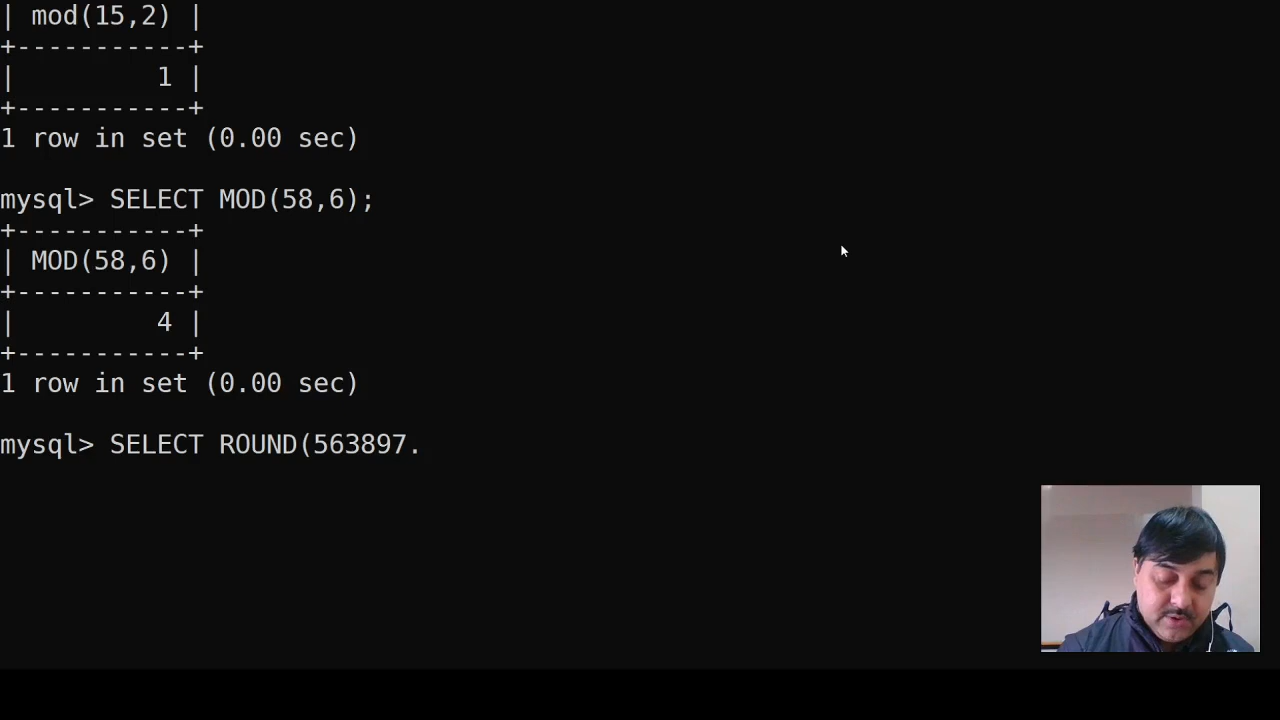 | mod(15,2) |
+-----------+
|         1 |
+-----------+
1 row in set (0.00 sec)
mysql> SELECT MOD(58,6);
+-----------+
| MOD(58,6) |
+-----------+
|         4 |
+-----------+
1 row in set (0.00 sec)
mysql> SELECT ROUND(563897.